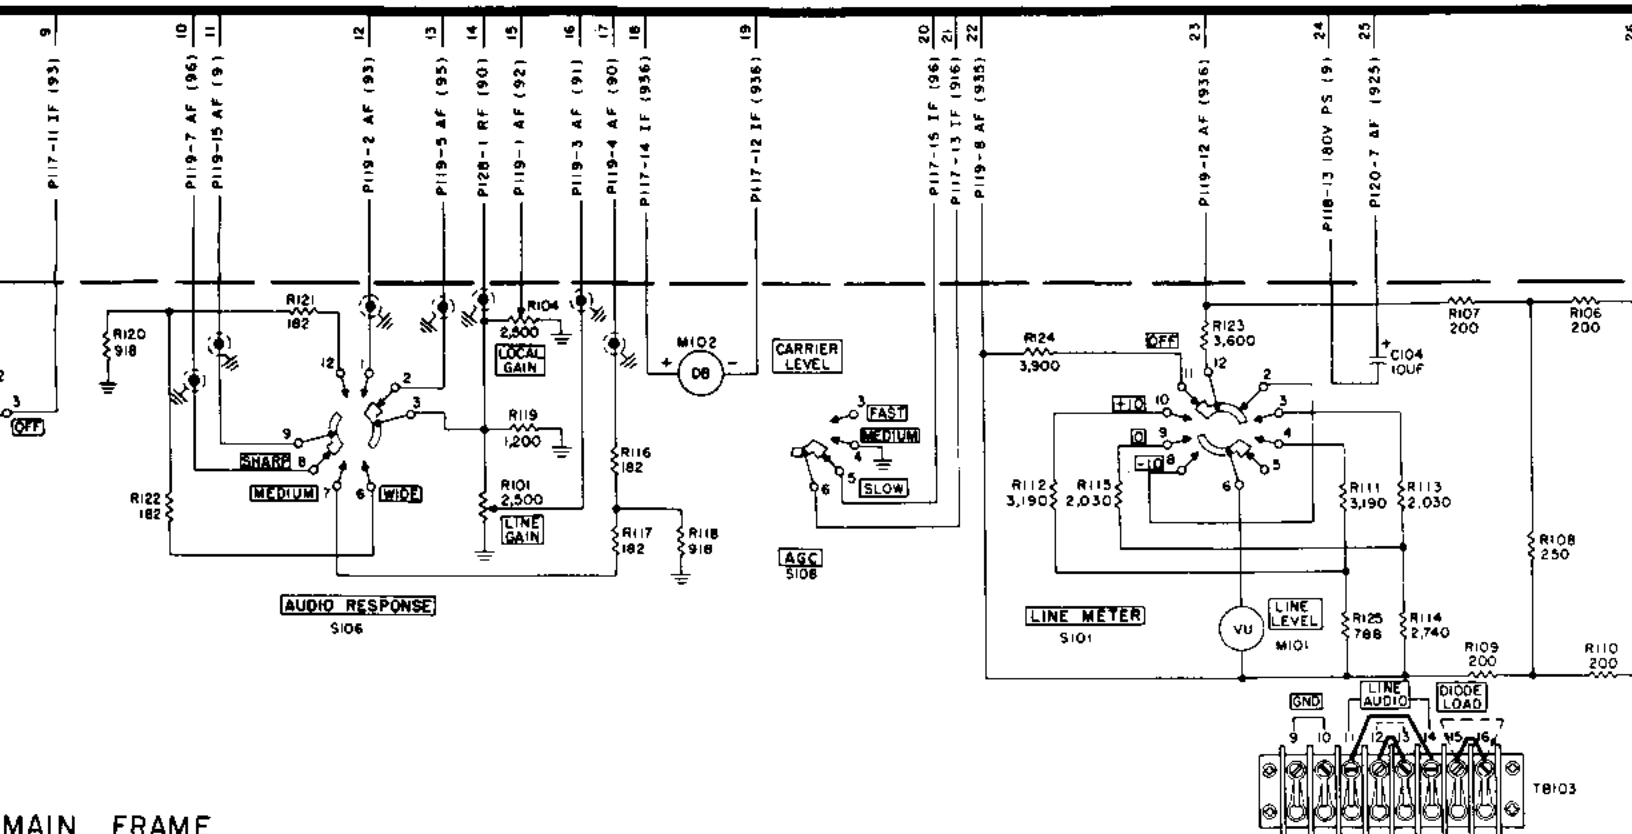 9
10
11
12
13
14
15
16
17
18
19
20
21
22
23
24
25
26
P117-11 IF (93)
P119-7 AF (96)
P119-15 AF (9)
P119-2 AF (93)
P119-5 AF (95)
P128-1 RF (90)
P119-1 AF (92)
P119-3 AF (91)
P119-4 AF (90)
P117-14 IF (936)
P117-12 IF (936)
P117-15 IF (96)
P117-13 IF (916)
P119-8 AF (935)
P119-12 AF (936)
P118-13 180V PS (9)
P120-7 AF (925)
2
3
OFF
R120
918
R121
182
12
1
2
3
9
SHARP 8
MEDIUM 7
6 WIDE
R122
182
AUDIO RESPONSE
S106
R104
2,500
LOCAL
GAIN
R119
1,200
R101
2,500
LINE
GAIN
R116
182
R117
182
R118
918
M102
+ DB -
CARRIER
LEVEL
3 FAST
MEDIUM
4
5
SLOW
6
AGC
S108
R124
3,900
OFF
R123
3,600
11
12
2
+10 10
3
0 9
4
-10 8
5
6
R112
3,190
R115
2,030
R111
3,190
R113
2,030
LINE METER
S101
VU
LINE
LEVEL
M101
R125
788
R114
2,740
+
C104
10UF
R107
200
R106
200
R108
250
R109
200
R110
200
GND
LINE
AUDIO
DIODE
LOAD
9 10 11 12 13 14 15 16
TB103
MAIN FRAME